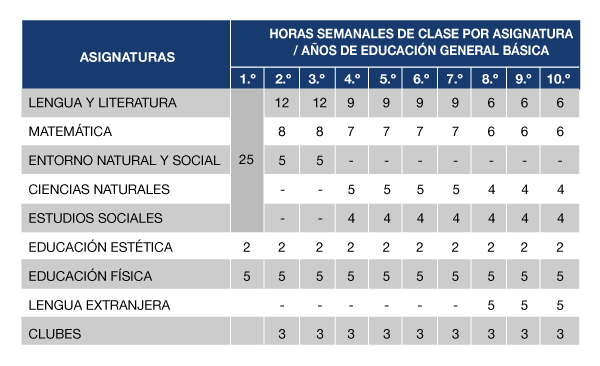 ASIGNATURAS
HORAS SEMANALES DE CLASE POR ASIGNATURA
/ AÑOS DE EDUCACIÓN GENERAL BÁSICA
1.º 2.º 3.º 4.º 5.º 6.º 7.º 8.º 9.º 10.º
LENGUA Y LITERATURA 12 12 9 9 9 9 6 6 6
MATEMÁTICA 8 8 7 7 7 7 6 6 6
ENTORNO NATURAL Y SOCIAL 25 5 5 - - - - - - -
CIENCIAS NATURALES - - 5 5 5 5 4 4 4
ESTUDIOS SOCIALES - - 4 4 4 4 4 4 4
EDUCACIÓN ESTÉTICA 2 2 2 2 2 2 2 2 2 2
EDUCACIÓN FÍSICA 5 5 5 5 5 5 5 5 5 5
LENGUA EXTRANJERA - - - - - - 5 5 5
CLUBES 3 3 3 3 3 3 3 3 3